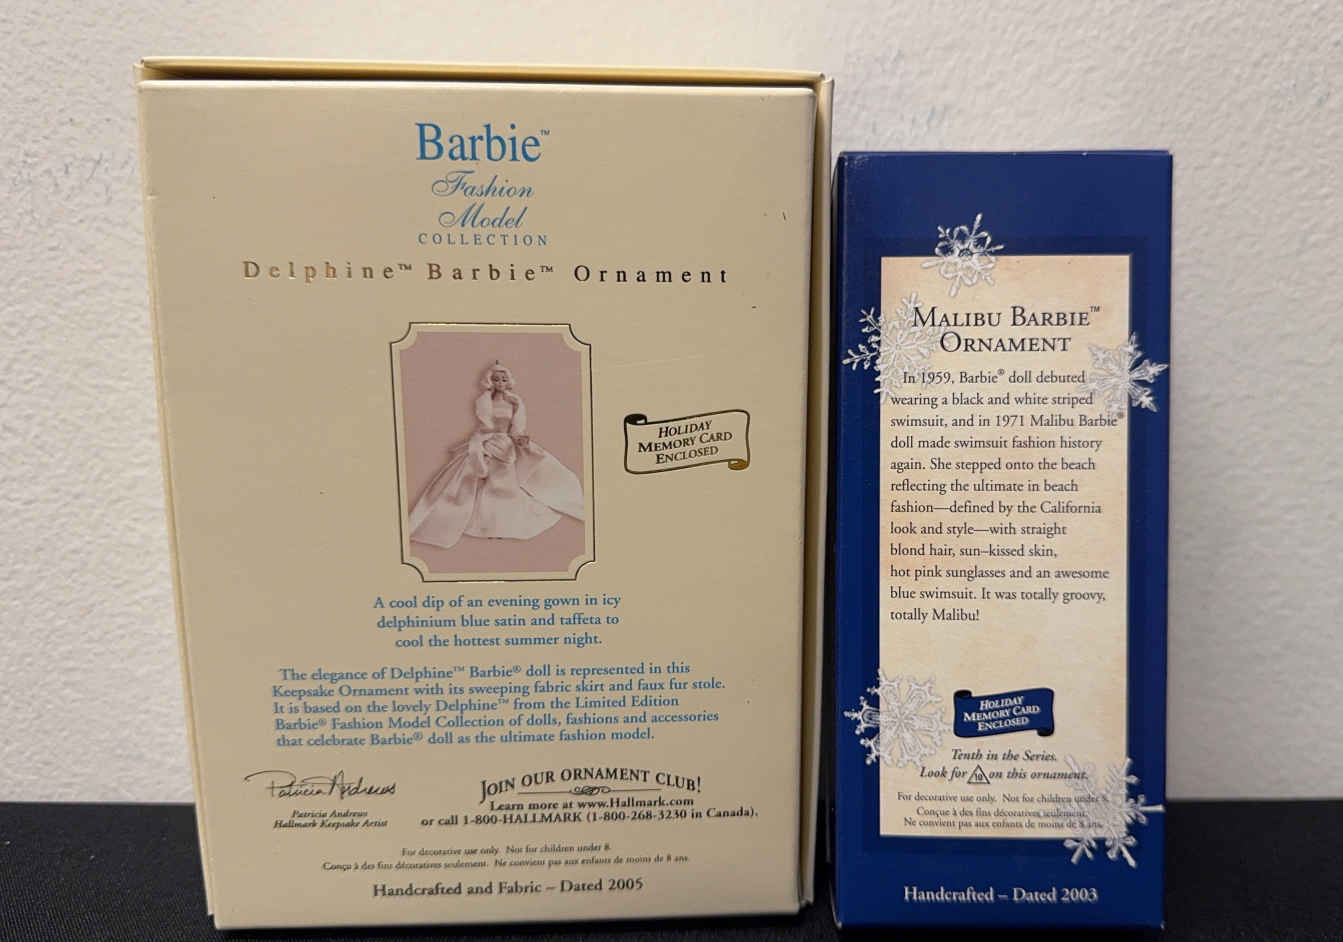 Barbie™
Fashion
Model
COLLECTION
Delphine™ Barbie™ Ornament
HOLIDAY
MEMORY CARD
ENCLOSED
A cool dip of an evening gown in icy
delphinium blue satin and taffeta to
cool the hottest summer night.
The elegance of Delphine™ Barbie® doll is represented in this
Keepsake Ornament with its sweeping fabric skirt and faux fur stole.
It is based on the lovely Delphine™ from the Limited Edition
Barbie® Fashion Model Collection of dolls, fashions and accessories
that celebrate Barbie® doll as the ultimate fashion model.
Patricia Andrews
Patricia Andrews
Hallmark Keepsake Artist
JOIN OUR ORNAMENT CLUB!
Learn more at www.Hallmark.com
or call 1-800-HALLMARK (1-800-268-3230 in Canada).
For decorative use only. Not for children under 8.
Conçu à des fins décoratives seulement. Ne convient pas aux enfants de moins de 8 ans.
Handcrafted and Fabric – Dated 2005
MALIBU BARBIE™
ORNAMENT
In 1959, Barbie® doll debuted
wearing a black and white striped
swimsuit, and in 1971 Malibu Barbie®
doll made swimsuit fashion history
again. She stepped onto the beach
reflecting the ultimate in beach
fashion—defined by the California
look and style—with straight
blond hair, sun–kissed skin,
hot pink sunglasses and an awesome
blue swimsuit. It was totally groovy,
totally Malibu!
HOLIDAY
MEMORY CARD
ENCLOSED
Tenth in the Series.
Look for 10 on this ornament.
For decorative use only. Not for children under 8.
Conçue à des fins décoratives seulement.
Ne convient pas aux enfants de moins de 8 ans.
Handcrafted – Dated 2003